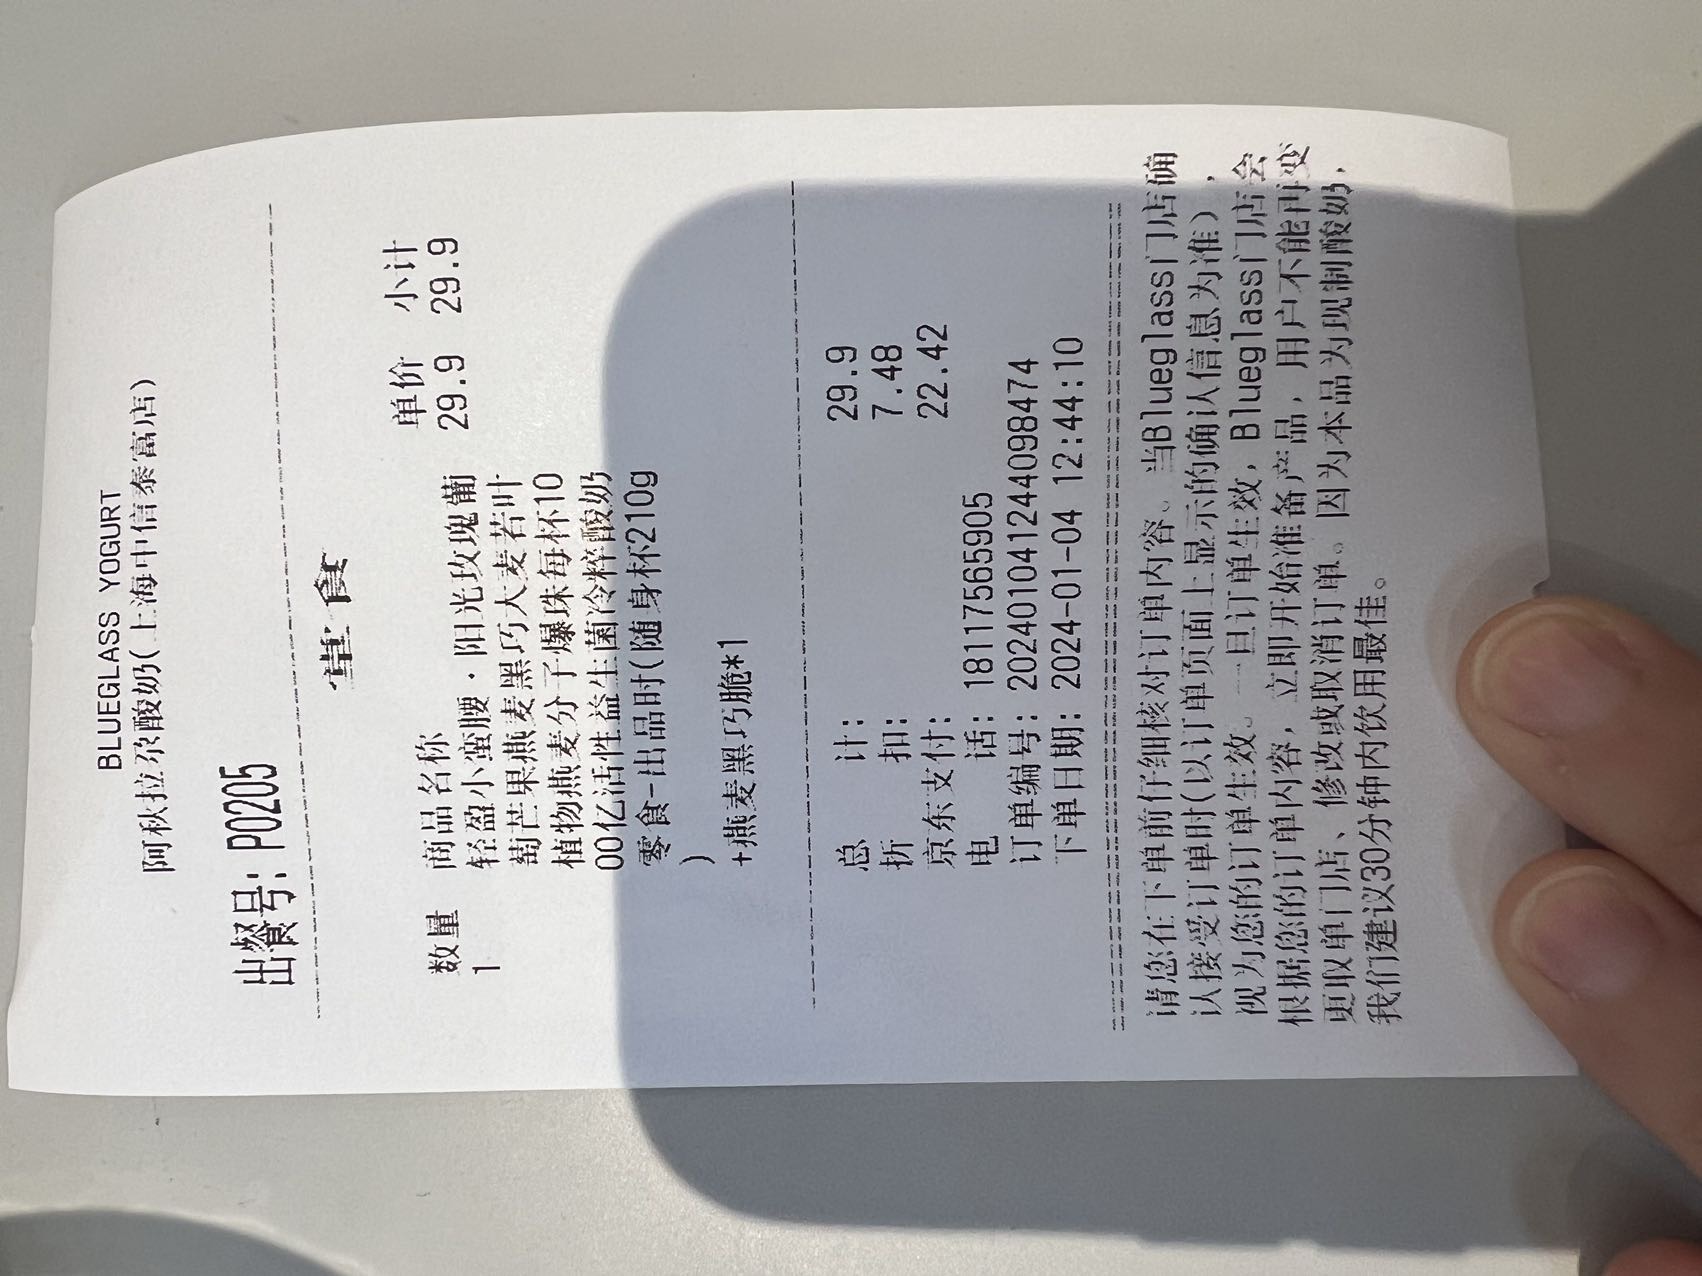 BLUEGLASS YOGURT
阿秋拉尕酸奶(上海中信泰富店)
出餐号: P0205
堂食
数量 商品名称 单价 小计
1 轻盈小蛮腰·阳光玫瑰葡 29.9 29.9
萄芒果燕麦黑巧大麦若叶
植物燕麦分子爆珠每杯10
00亿活性益生菌冷粹酸奶
零食-出品时(随身杯210g
)
+燕麦黑巧脆*1
总 计: 29.9
折 扣: 7.48
京东支付: 22.42
电 话: 18117565905
订单编号: 202401041244098474
下单日期: 2024-01-04 12:44:10
请您在下单前仔细核对订单内容。当Blueglass门店确
认接受订单时(以订单页面上显示的确认信息为准),
视为您的订单生效。一旦订单生效, Blueglass门店会
根据您的订单内容, 立即开始准备产品, 用户不能再变
更取单门店、修改或取消订单。因为本品为现制酸奶,
我们建议30分钟内饮用最佳。